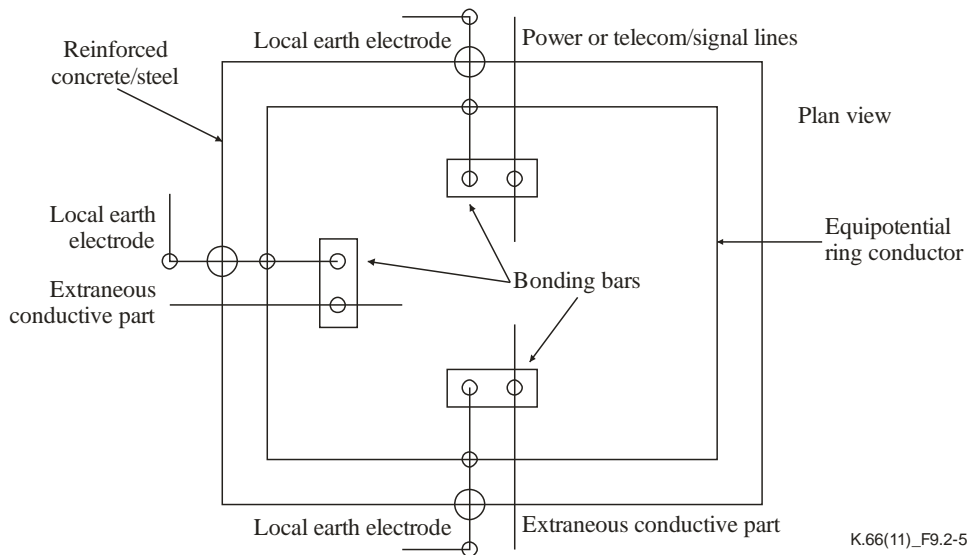 Local earth electrode
Power or telecom/signal lines
Reinforced
concrete/steel
Plan view
Local earth
electrode
Equipotential
ring conductor
Extraneous
conductive part
Bonding bars
Local earth electrode
Extraneous conductive part
K.66(11)_F9.2-5